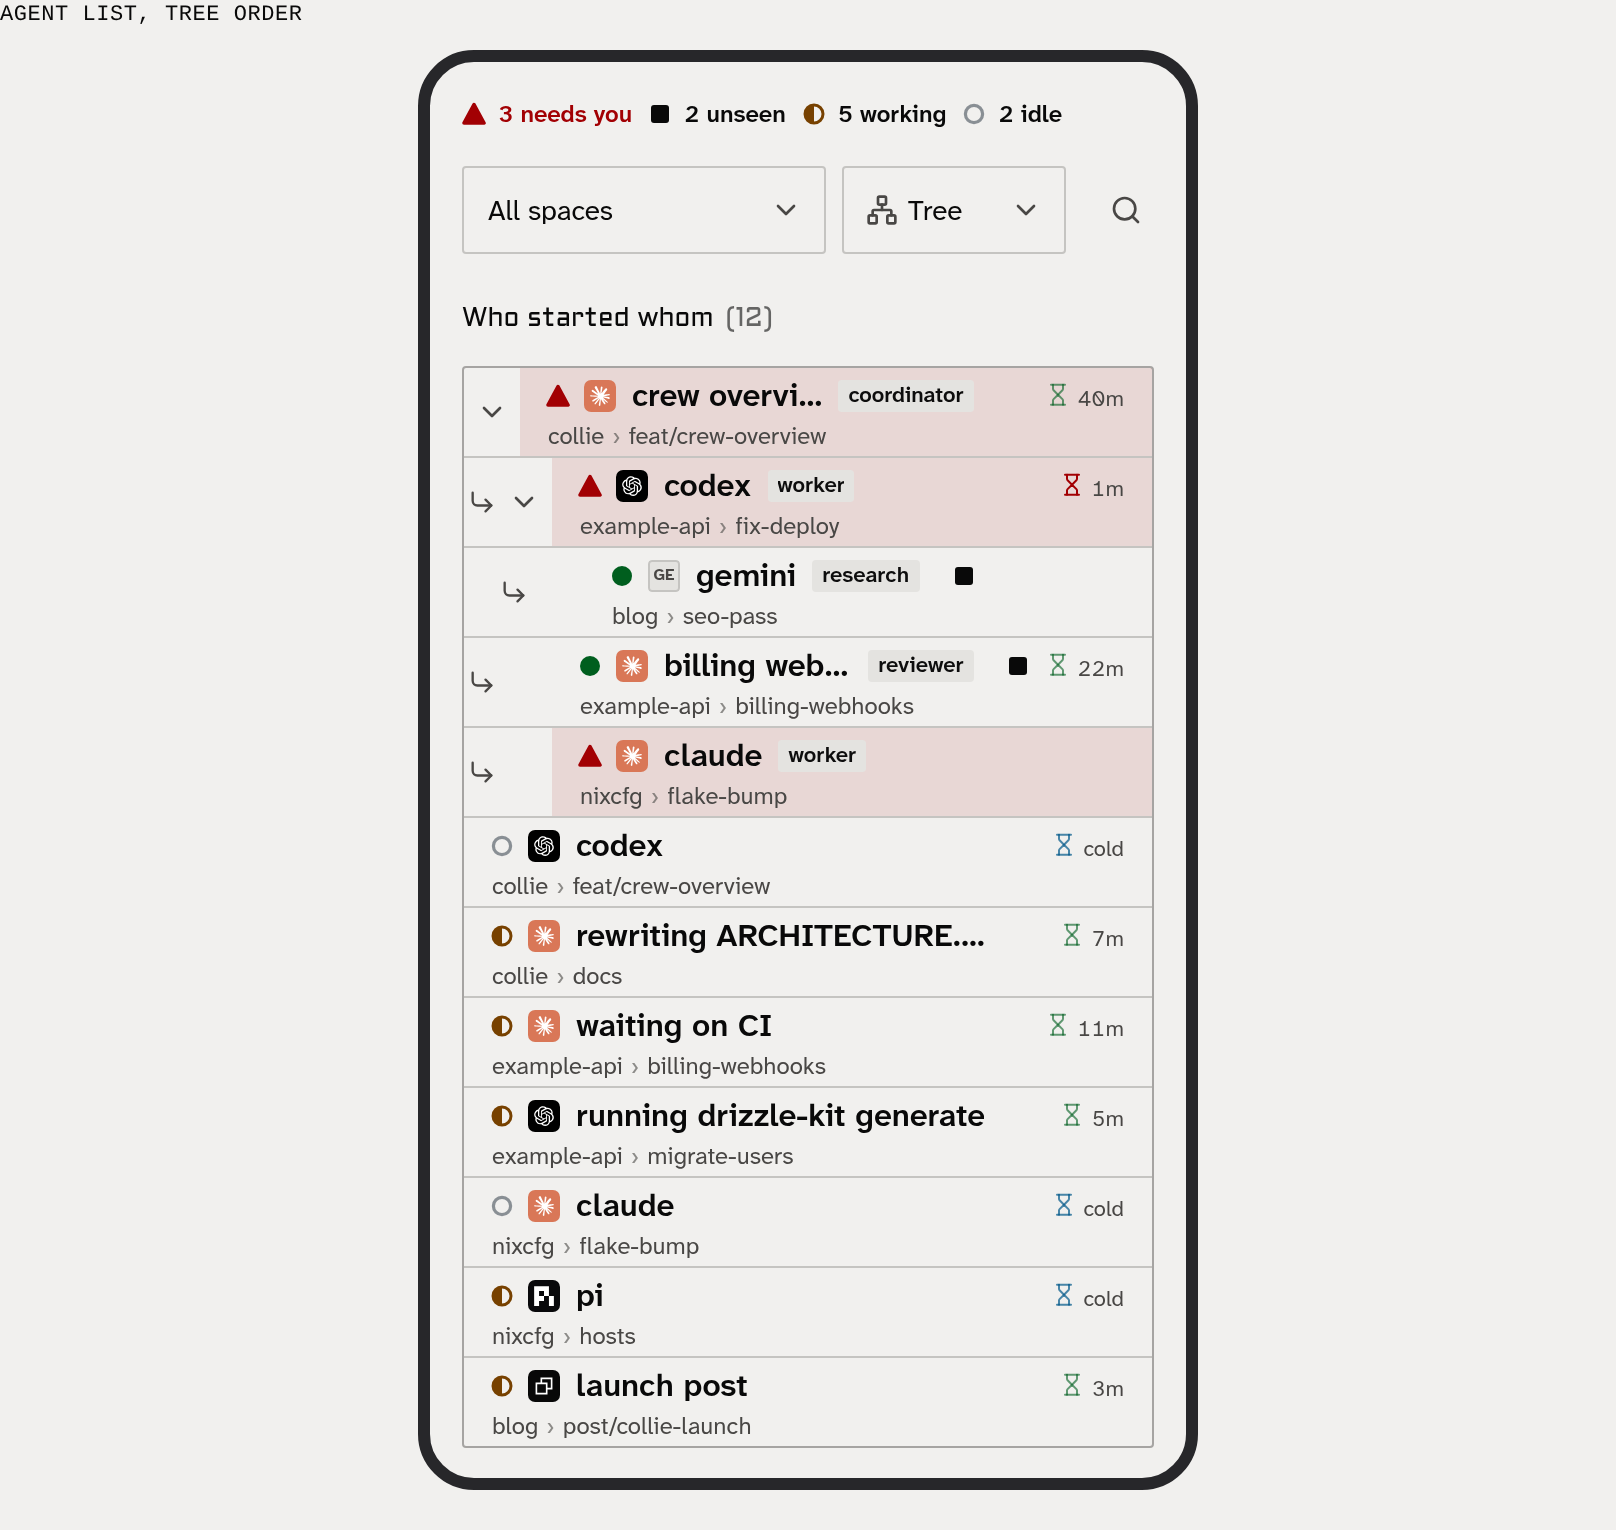 AGENT LIST, TREE ORDER
3 needs you 2 unseen 5 working 2 idle
All spaces Tree
Who started whom (12)
crew overvi... coordinator 40m
collie › feat/crew-overview
codex worker 1m
example-api › fix-deploy
GE gemini research
blog › seo-pass
billing web... reviewer 22m
example-api › billing-webhooks
claude worker
nixcfg › flake-bump
codex cold
collie › feat/crew-overview
rewriting ARCHITECTURE.... 7m
collie › docs
waiting on CI 11m
example-api › billing-webhooks
running drizzle-kit generate 5m
example-api › migrate-users
claude cold
nixcfg › flake-bump
pi cold
nixcfg › hosts
launch post 3m
blog › post/collie-launch